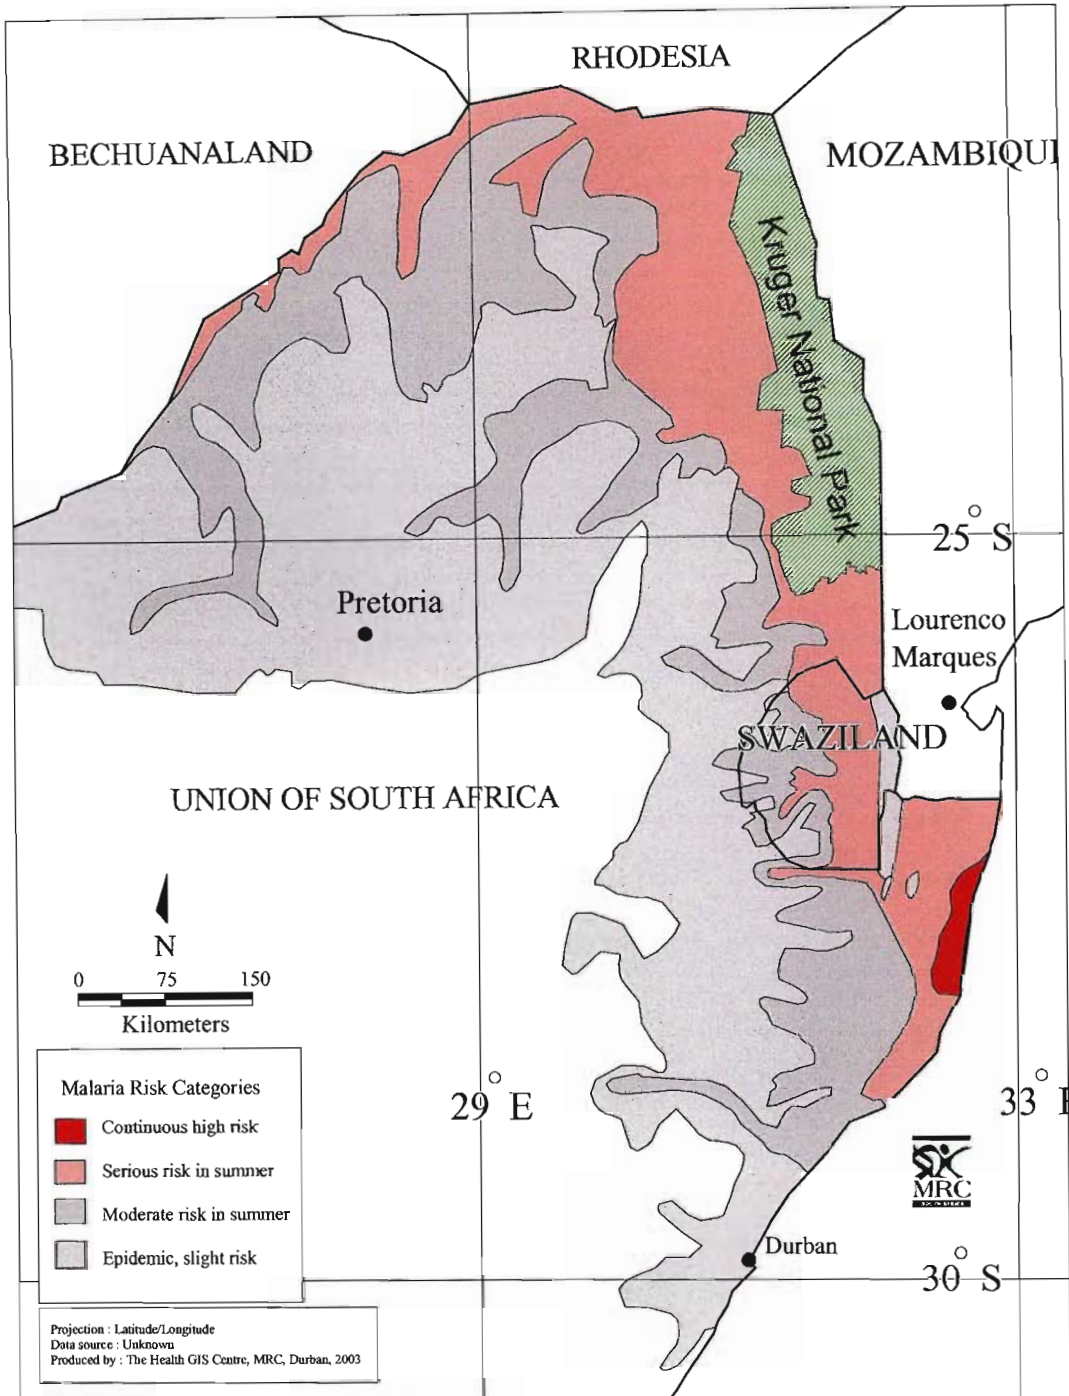 RHODESIA
BECHUANALAND
MOZAMBIQUI
Kruger National Park
25° S
Pretoria
Lourenco
Marques
SWAZILAND
UNION OF SOUTH AFRICA
N
0 75 150
Kilometers
Malaria Risk Categories
Continuous high risk
Serious risk in summer
Moderate risk in summer
Epidemic, slight risk
29° E
33°
MRC
Durban
30° S
Projection : Latitude/Longitude
Data source : Unknown
Produced by : The Health GIS Centre, MRC, Durban, 2003